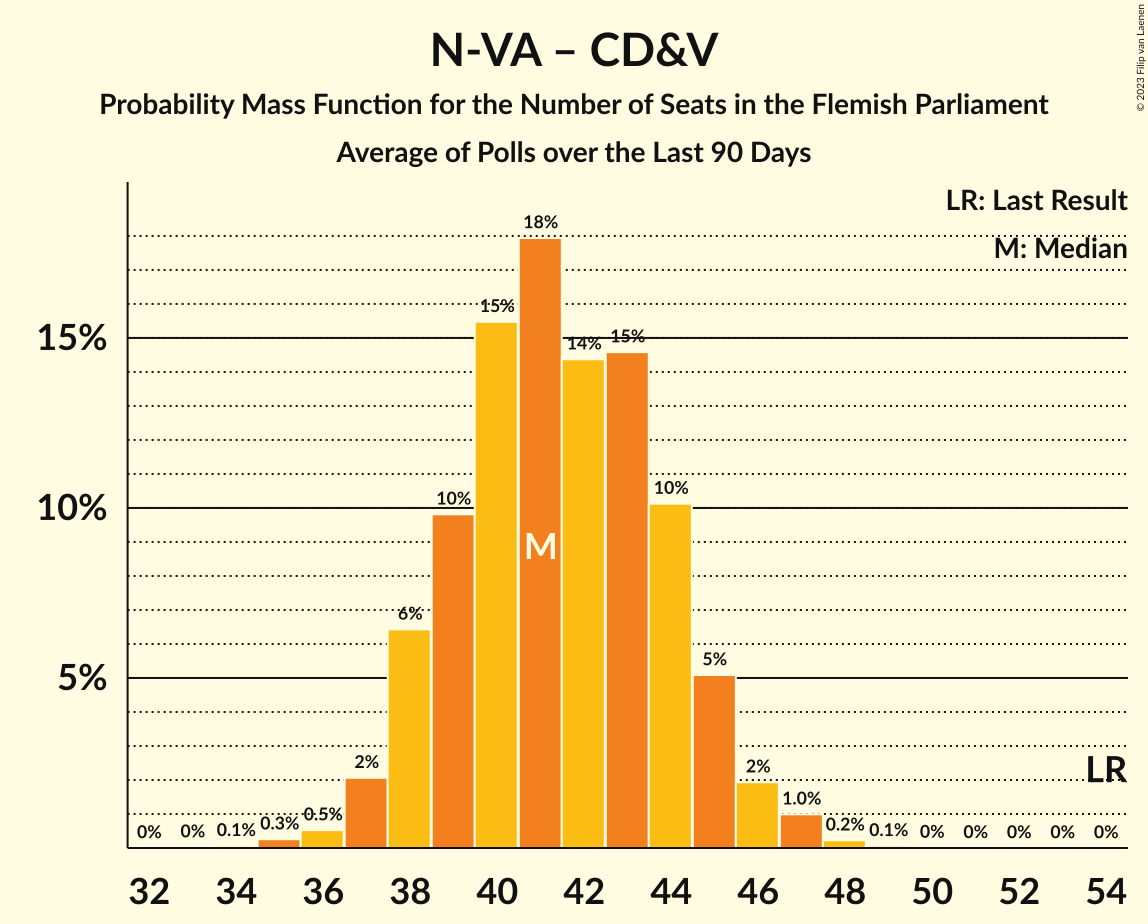 N-VA – CD&V
Probability Mass Function for the Number of Seats in the Flemish Parliament
Average of Polls over the Last 90 Days
© 2023 Filip van Laenen
LR: Last Result
M: Median
18%
15%
15%
14%
15%
10%
10%
10%
M
6%
5%
5%
LR
2%
2%
1.0%
0%
0%
0.1%
0.3%
0.5%
0.2%
0.1%
0%
0%
0%
0%
0%
32 34 36 38 40 42 44 46 48 50 52 54